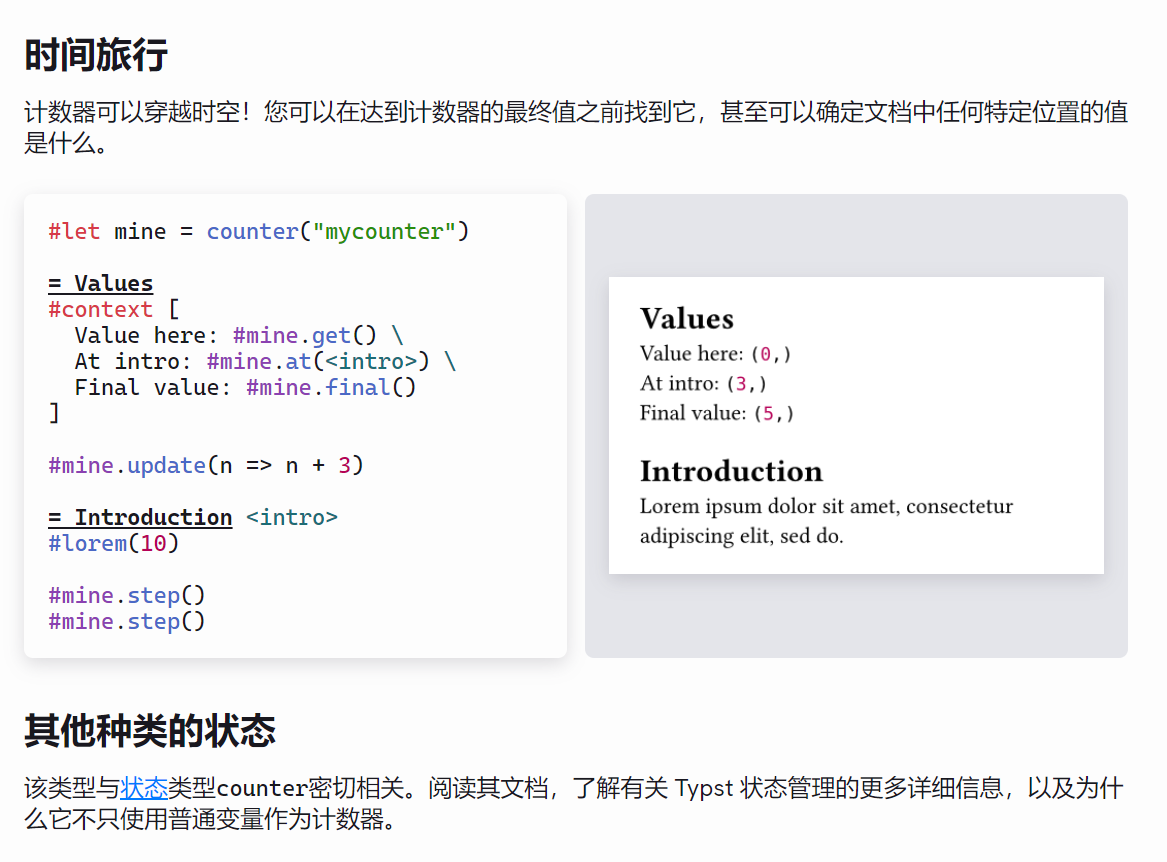 时间旅行
计数器可以穿越时空！您可以在达到计数器的最终值之前找到它，甚至可以确定文档中任何特定位置的值
是什么。
#let mine = counter("mycounter")
= Values
#context [
  Value here: #mine.get() \
  At intro: #mine.at(<intro>) \
  Final value: #mine.final()
]
#mine.update(n => n + 3)
= Introduction <intro>
#lorem(10)
#mine.step()
#mine.step()
Values
Value here: (0,)
At intro: (3,)
Final value: (5,)
Introduction
Lorem ipsum dolor sit amet, consectetur
adipiscing elit, sed do.
其他种类的状态
该类型与状态类型counter密切相关。阅读其文档，了解有关 Typst 状态管理的更多详细信息，以及为什
么它不只使用普通变量作为计数器。